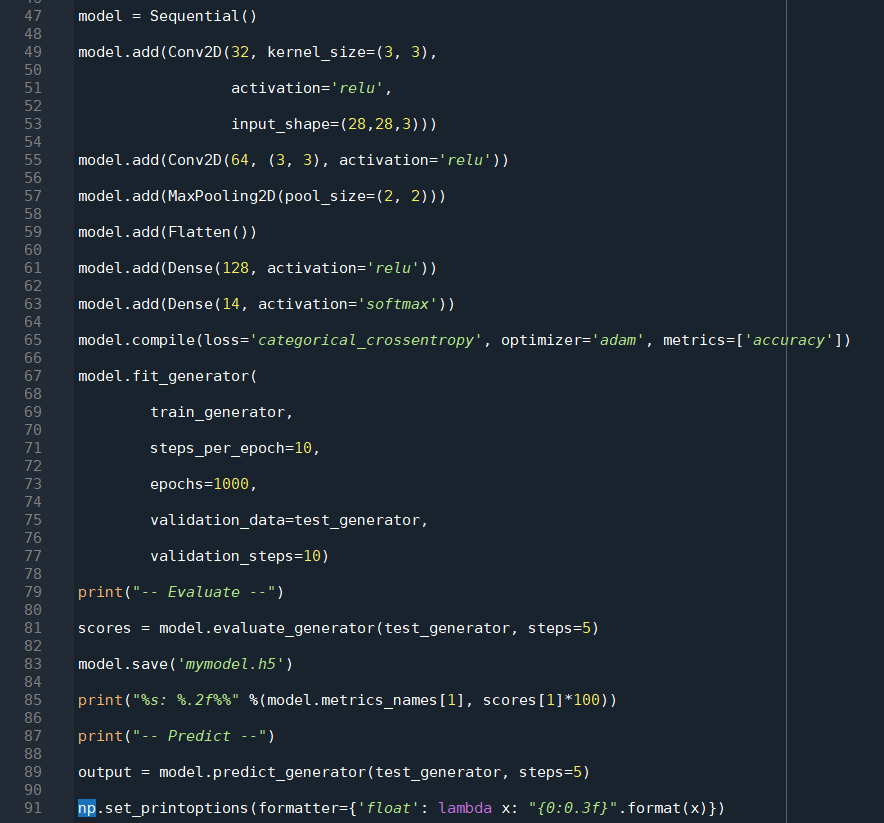 46
47 model = Sequential()
48
49 model.add(Conv2D(32, kernel_size=(3, 3),
50
51                  activation='relu',
52
53                  input_shape=(28,28,3)))
54
55 model.add(Conv2D(64, (3, 3), activation='relu'))
56
57 model.add(MaxPooling2D(pool_size=(2, 2)))
58
59 model.add(Flatten())
60
61 model.add(Dense(128, activation='relu'))
62
63 model.add(Dense(14, activation='softmax'))
64
65 model.compile(loss='categorical_crossentropy', optimizer='adam', metrics=['accuracy'])
66
67 model.fit_generator(
68
69         train_generator,
70
71         steps_per_epoch=10,
72
73         epochs=1000,
74
75         validation_data=test_generator,
76
77         validation_steps=10)
78
79 print("-- Evaluate --")
80
81 scores = model.evaluate_generator(test_generator, steps=5)
82
83 model.save('mymodel.h5')
84
85 print("%s: %.2f%%" %(model.metrics_names[1], scores[1]*100))
86
87 print("-- Predict --")
88
89 output = model.predict_generator(test_generator, steps=5)
90
91 np.set_printoptions(formatter={'float': lambda x: "{0:0.3f}".format(x)})